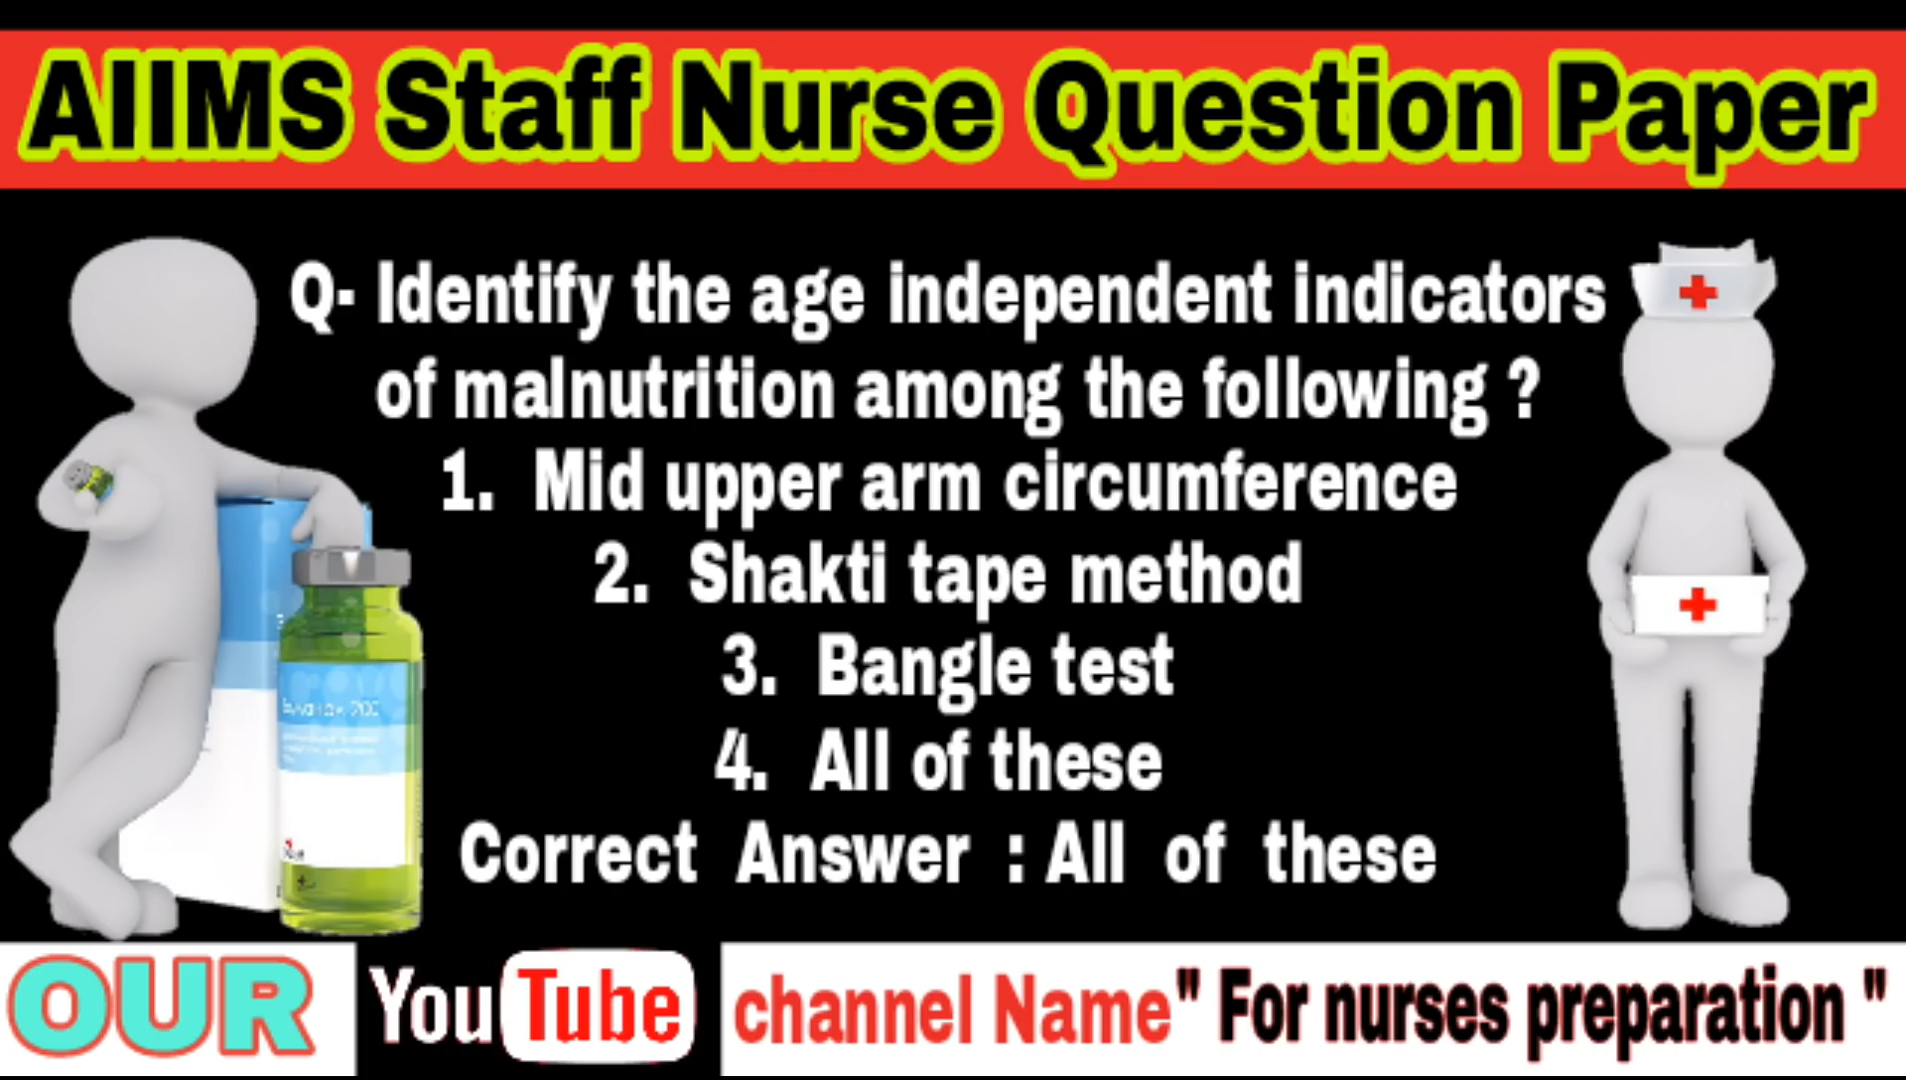 AIIMS Staff Nurse Question Paper
Q- Identify the age independent indicators
of malnutrition among the following ?
1. Mid upper arm circumference
2. Shakti tape method
3. Bangle test
4. All of these
Correct Answer : All of these
OUR YouTube channel Name " For nurses preparation "